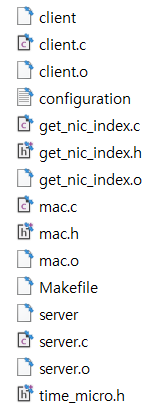 client
client.c
client.o
configuration
get_nic_index.c
get_nic_index.h
get_nic_index.o
mac.c
mac.h
mac.o
Makefile
server
server.c
server.o
time_micro.h